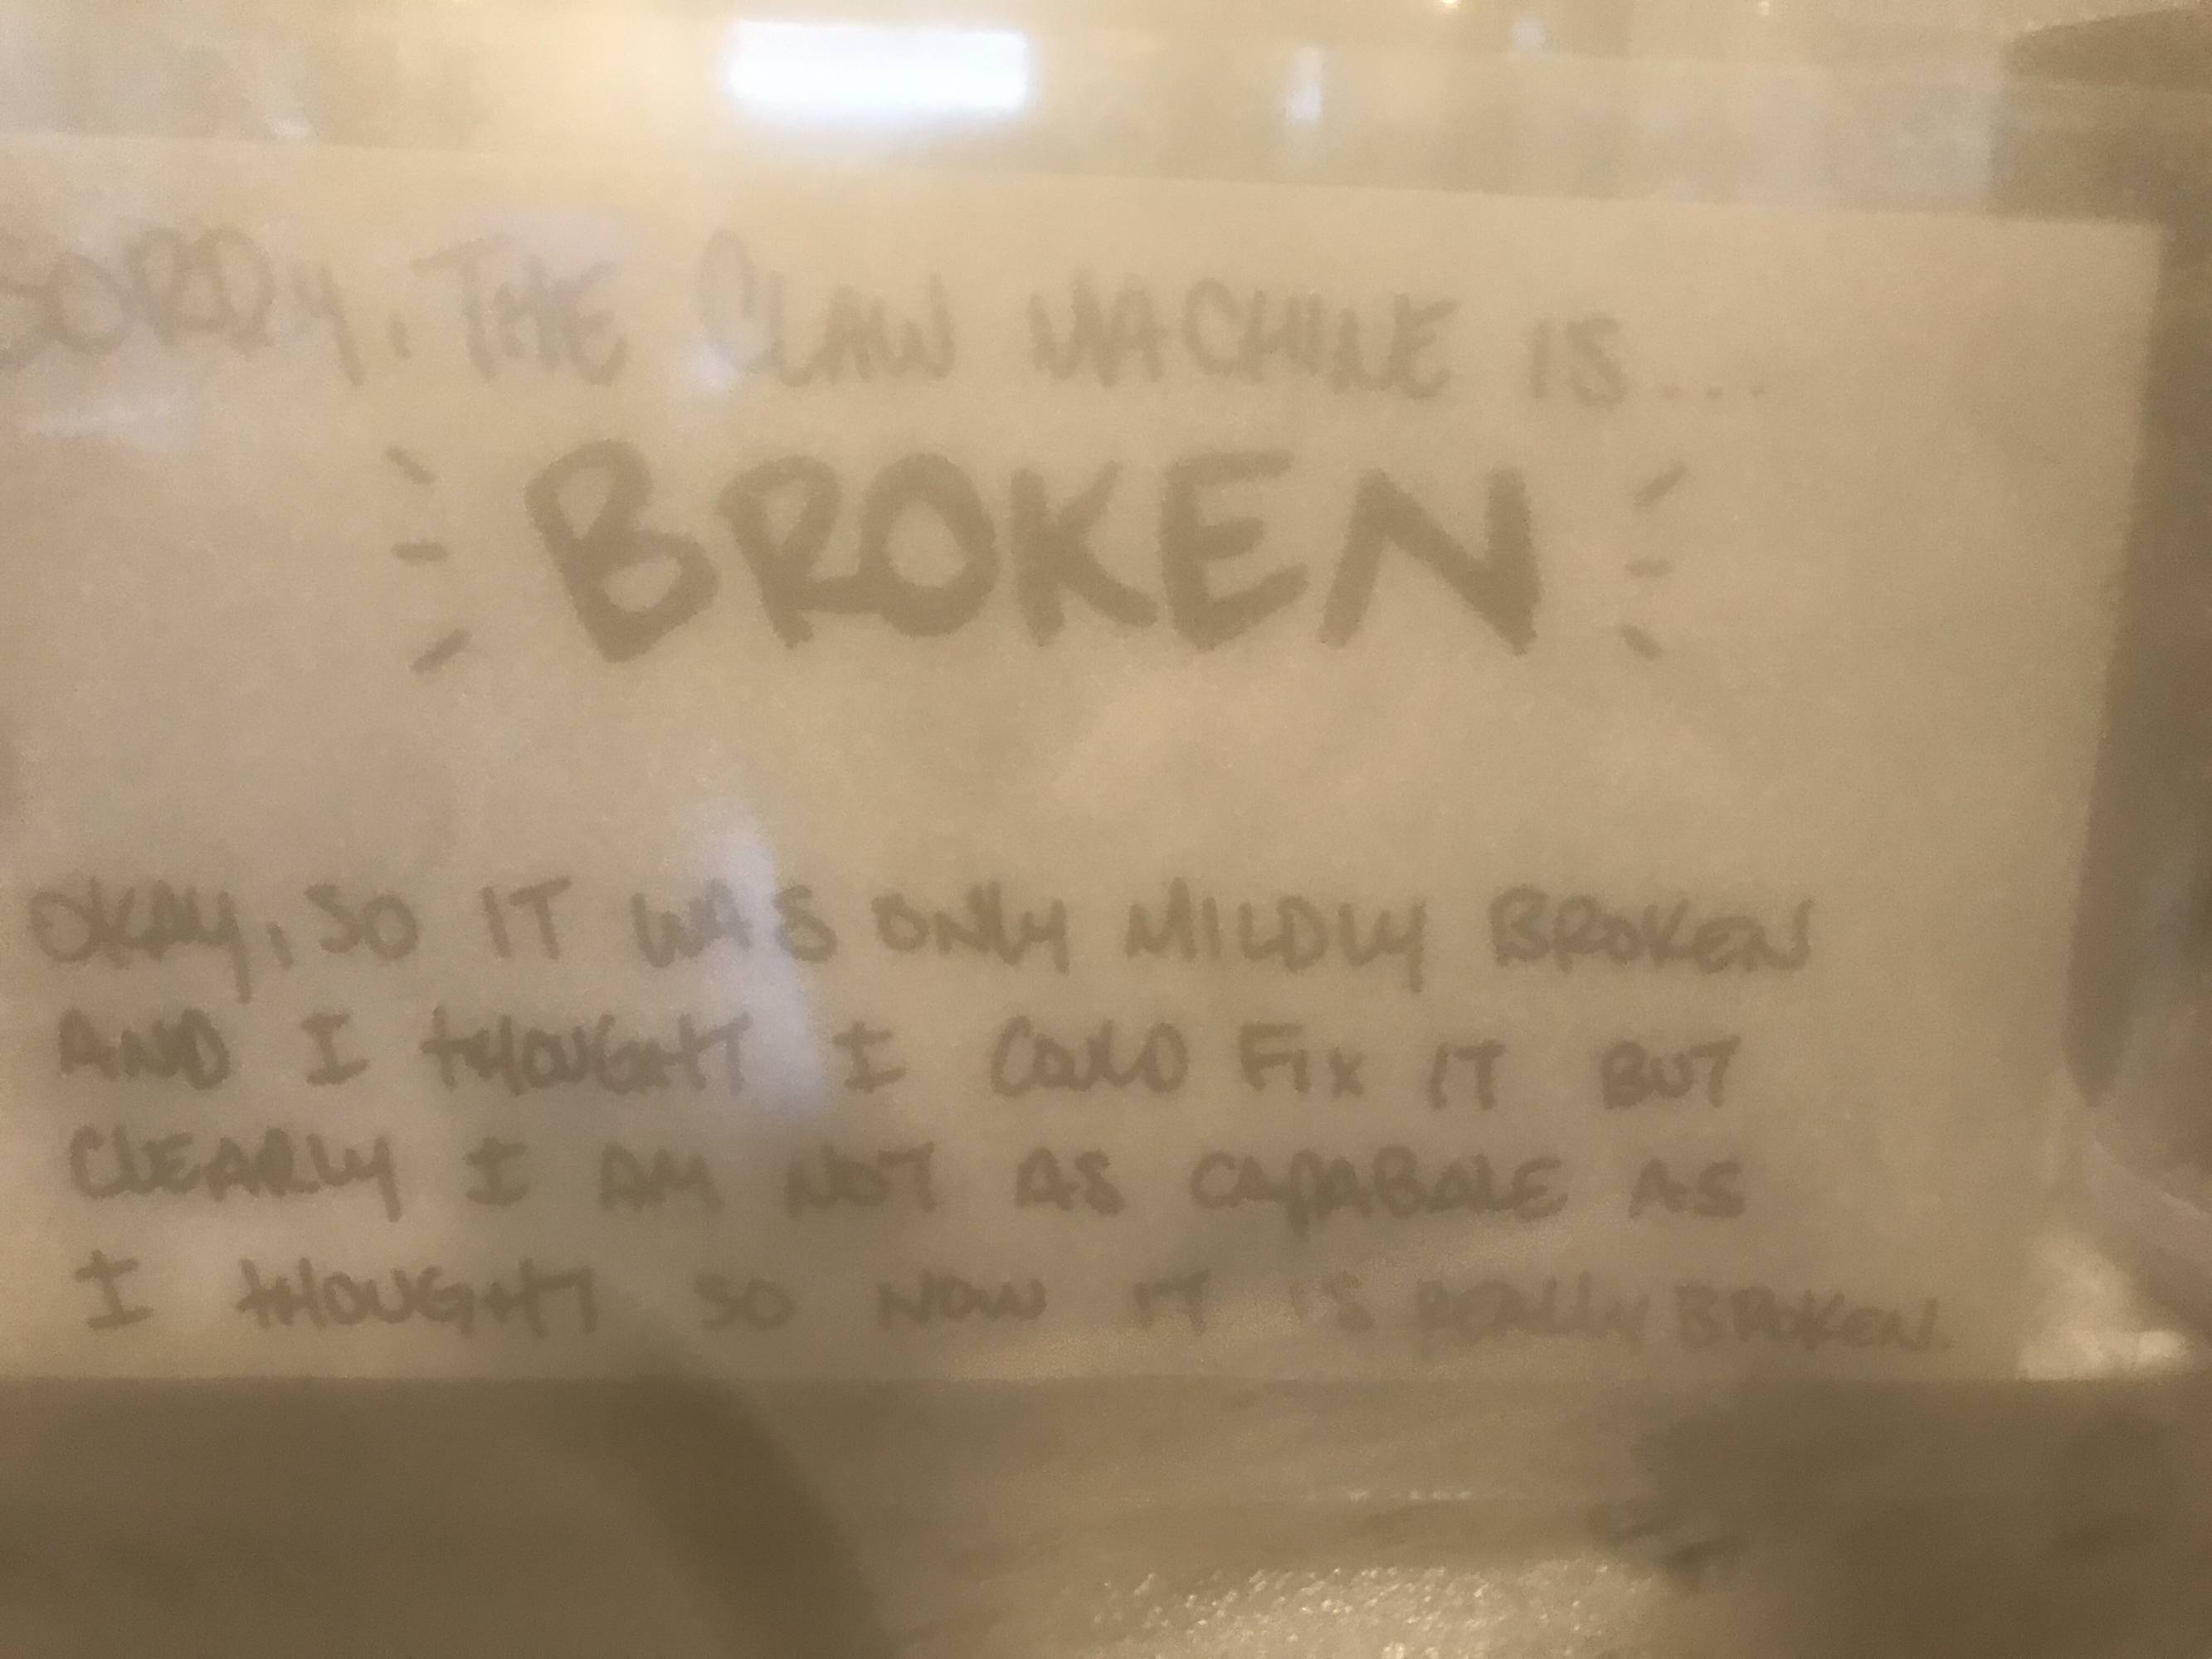 SORRY, THE CLAW MACHINE IS...
BROKEN
OKAY, SO IT WAS ONLY MILDLY BROKEN
AND I THOUGHT I COULD FIX IT BUT
CLEARLY I AM NOT AS CAPABALE AS
I THOUGHT SO NOW IT IS REALLY BROKEN.